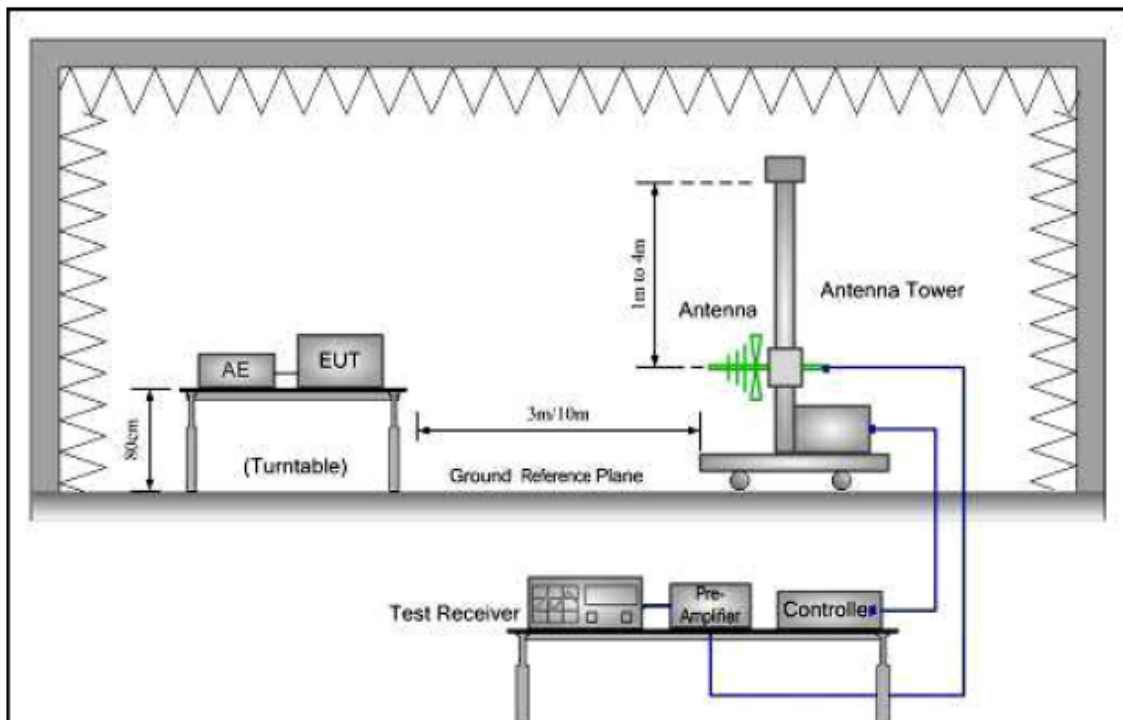 1m to 4m
Antenna
Antenna Tower
AE
EUT
80cm
3m/10m
(Turntable)
Ground Reference Plane
Test Receiver
Pre-
Amplifier
Controlle